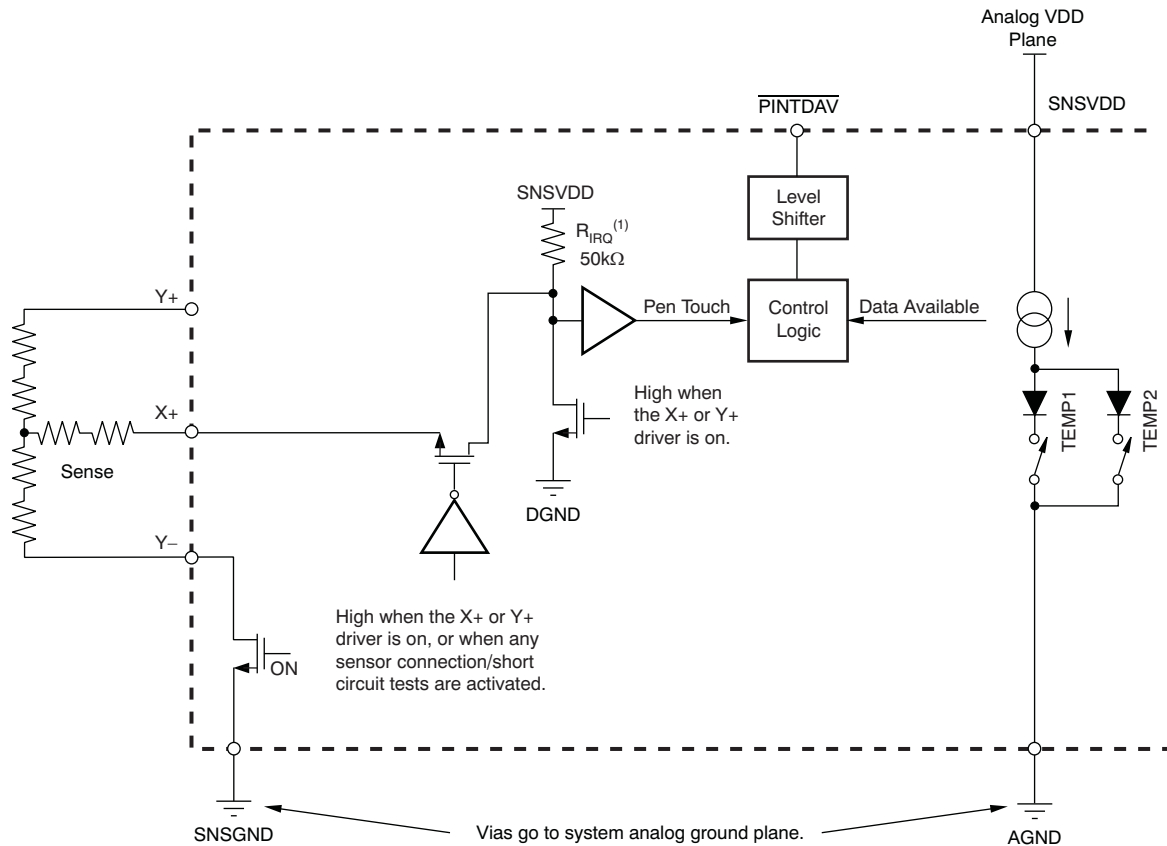 Analog VDD
Plane
PINTDAV
SNSVDD
SNSVDD
Level
Shifter
RIRQ(1)
50kΩ
Y+
Pen Touch
Control
Logic
Data Available
High when
the X+ or Y+
driver is on.
TEMP1
TEMP2
X+
Sense
DGND
Y–
High when the X+ or Y+
driver is on, or when any
sensor connection/short
circuit tests are activated.
ON
SNSGND
Vias go to system analog ground plane.
AGND